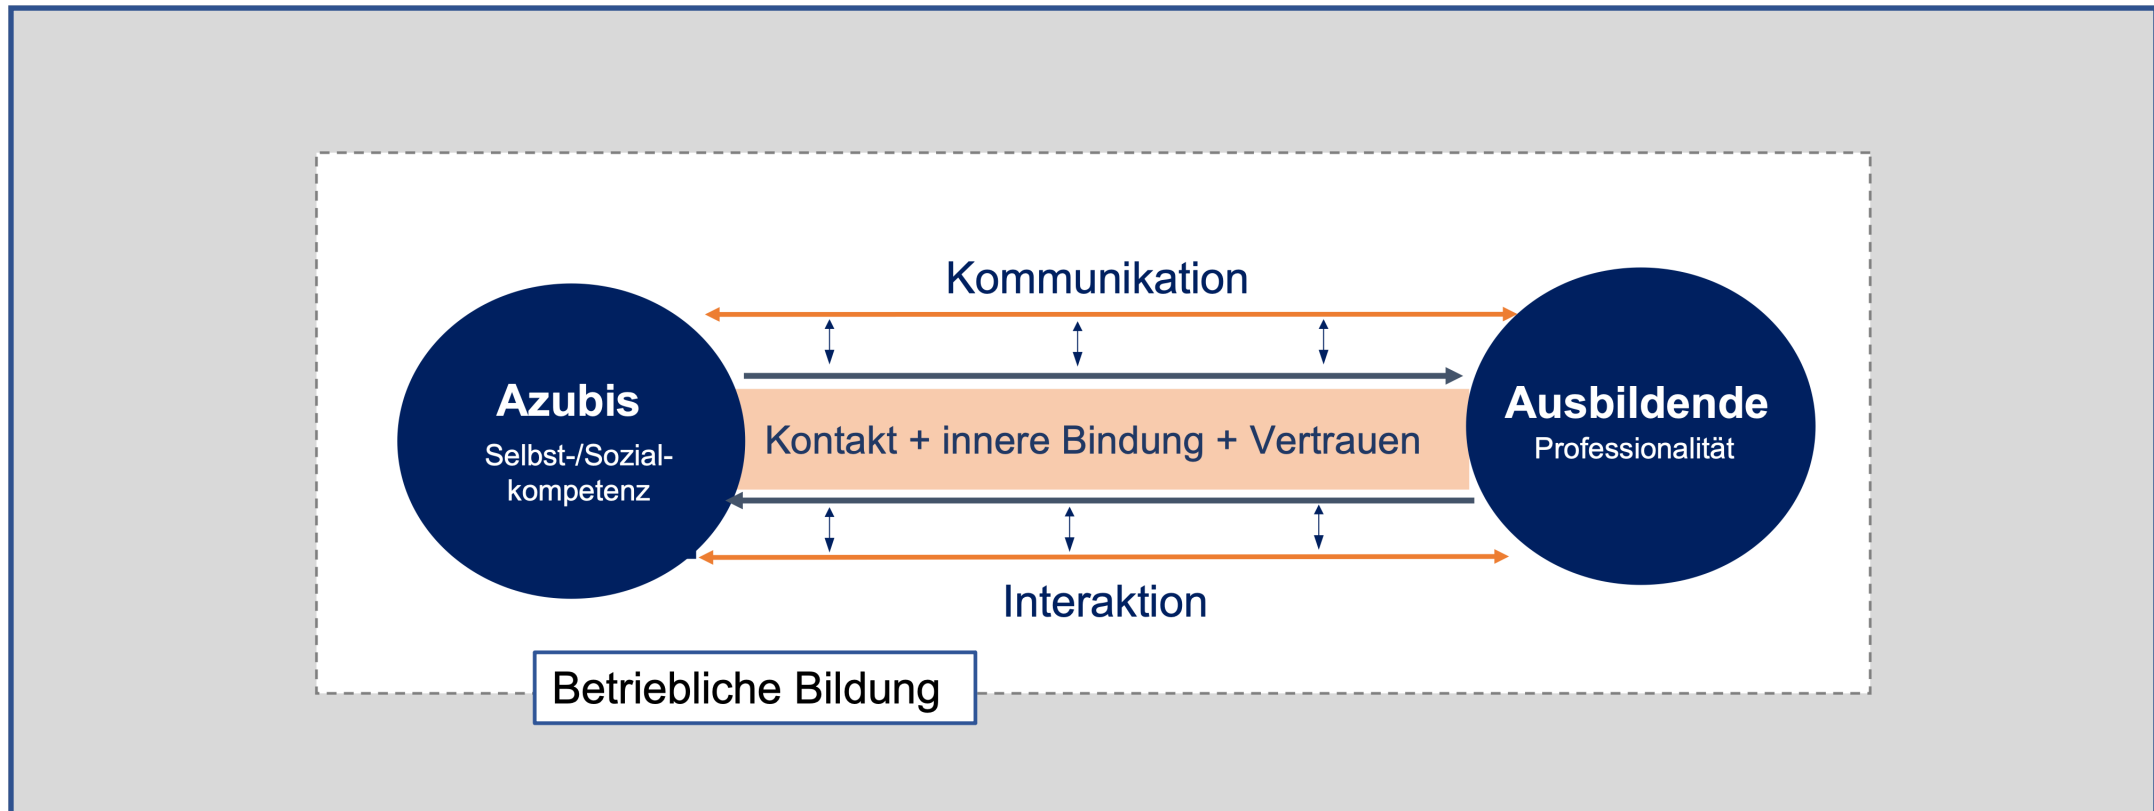 Kommunikation
Azubis
Selbst-/Sozial-
kompetenz
Kontakt + innere Bindung + Vertrauen
Ausbildende
Professionalität
Interaktion
Betriebliche Bildung